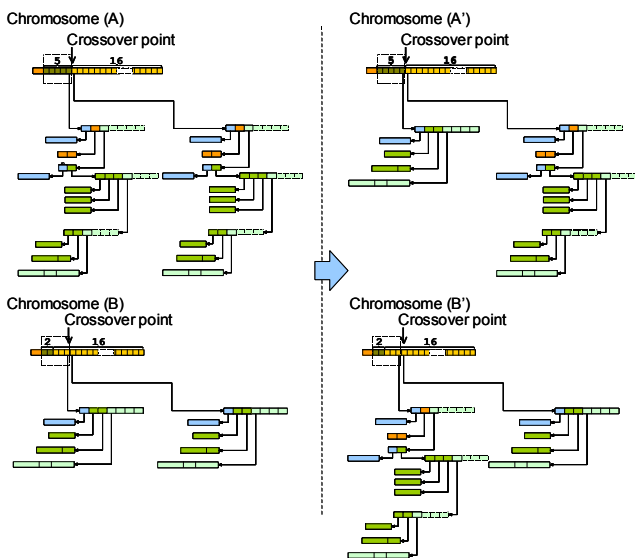 Chromosome (A)
Crossover point
5 16
Chromosome (A')
Crossover point
5 16
Chromosome (B)
Crossover point
2 16
Chromosome (B')
Crossover point
2 16